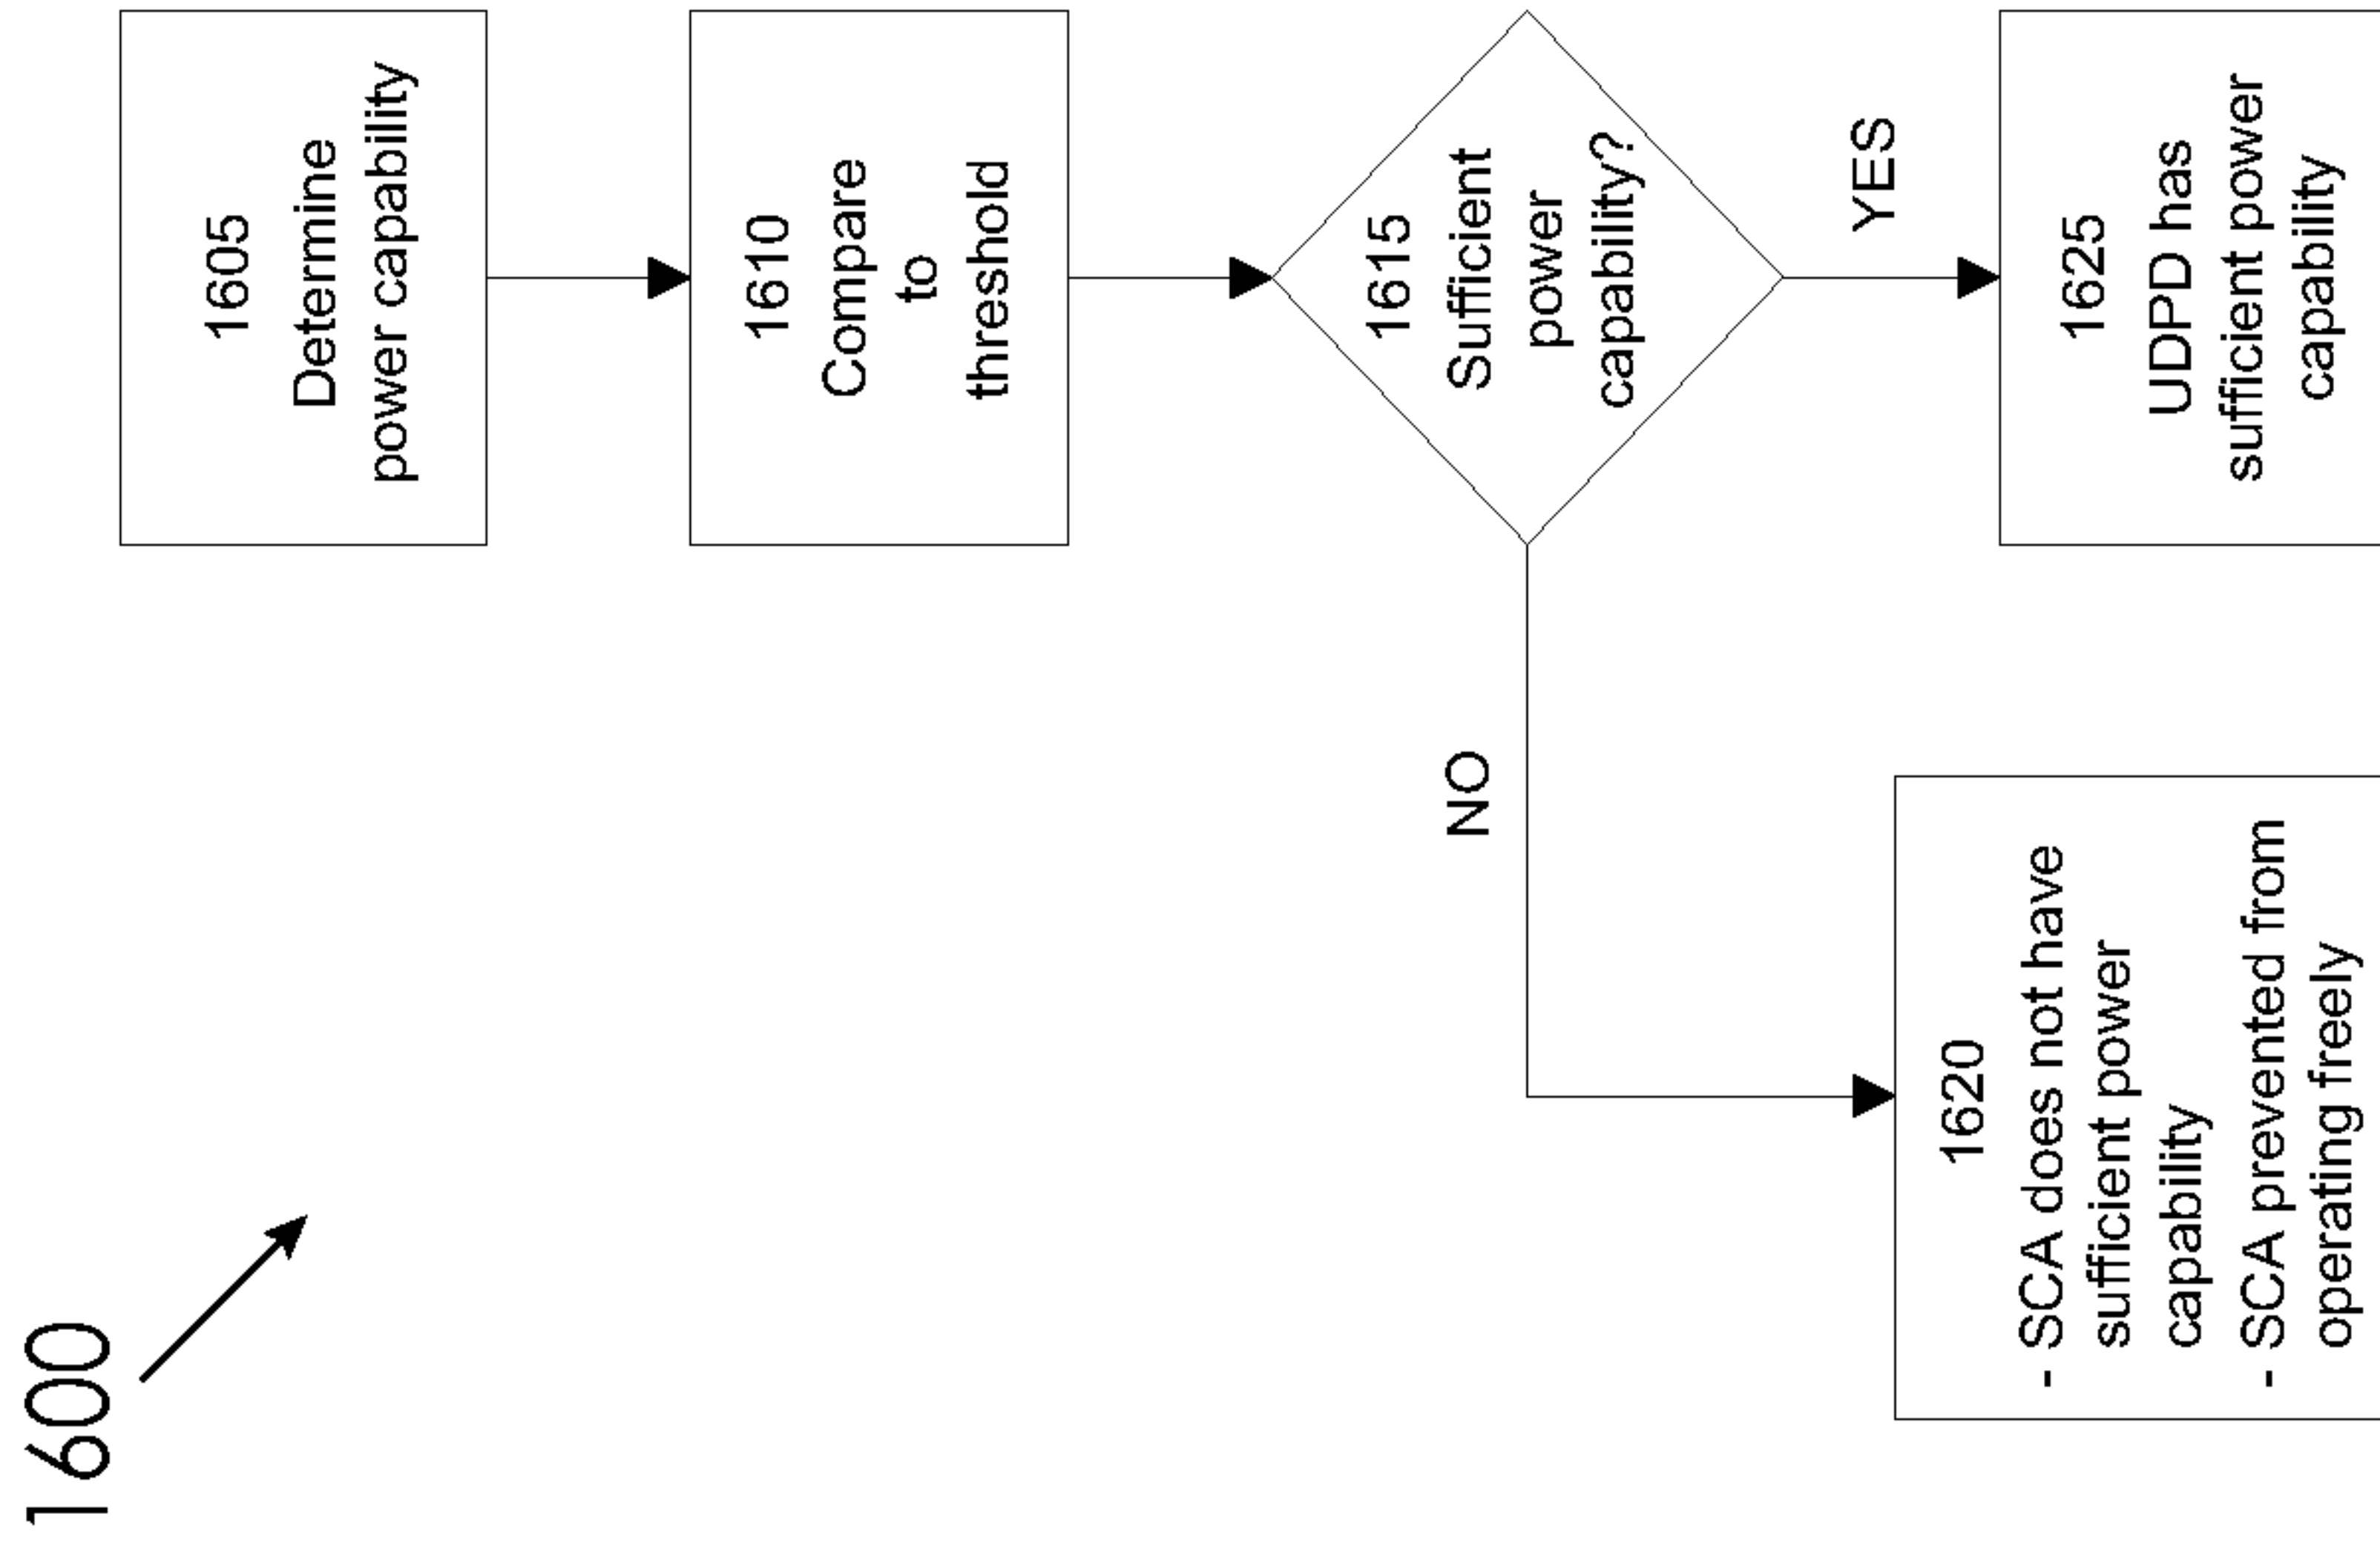 1600
1605
Determine
power capability
1610
Compare
to
threshold
1615
Sufficient
power
capability?
NO
YES
1620
- SCA does not have
sufficient power
capability
- SCA prevented from
operating freely
1625
UDPD has
sufficient power
capability